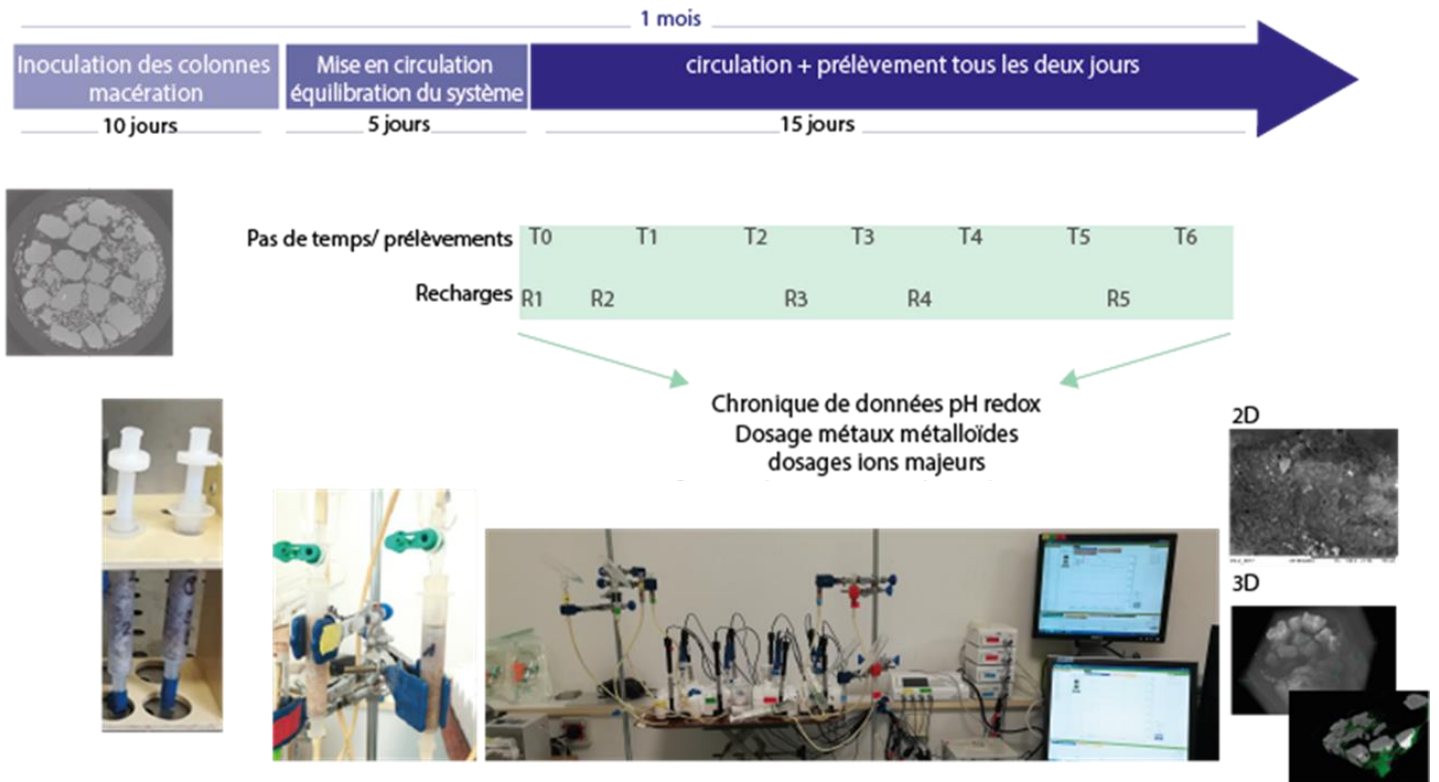 1 mois
Inoculation des colonnes
macération
Mise en circulation
équilibration du système
circulation + prélèvement tous les deux jours
10 jours
5 jours
15 jours
Pas de temps/ prélèvements
T0 T1 T2 T3 T4 T5 T6
Recharges
R1 R2 R3 R4 R5
Chronique de données pH redox
Dosage métaux métalloïdes
dosages ions majeurs
2D
3D